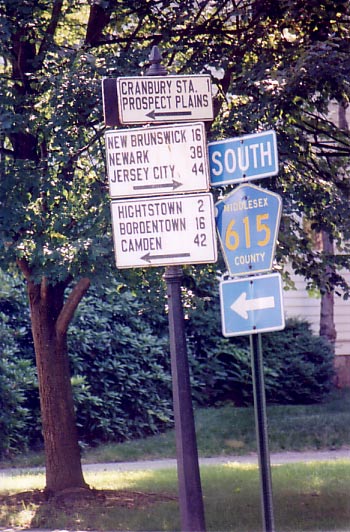 CRANBURY STA. 1
PROSPECT PLAINS
NEW BRUNSWICK 16
NEWARK 38
JERSEY CITY 44
HIGHTSTOWN 2
BORDENTOWN 16
CAMDEN 42
SOUTH
MIDDLESEX
615
COUNTY